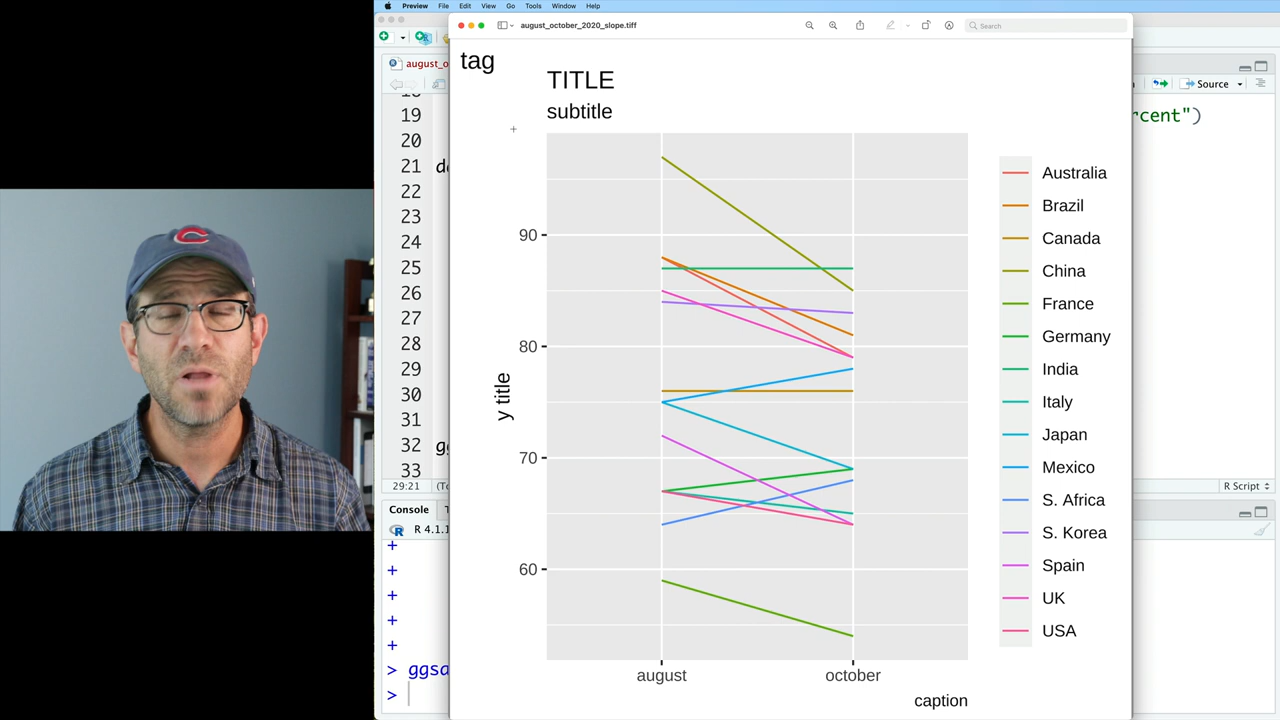 Preview File Edit View Go Tools Window Help
august_october_2020_slope.tiff
Search
august_o
Source
tag
TITLE
subtitle
19
20
21
22
23
24
25
26
27
28
29
30
31
32
33
rcent")
90
80
70
60
y title
august october
caption
Australia
Brazil
Canada
China
France
Germany
India
Italy
Japan
Mexico
S. Africa
S. Korea
Spain
UK
USA
29:21 (To
R Script
Console
R 4.1.1
+
+
+
+
+
> ggsa
>
C